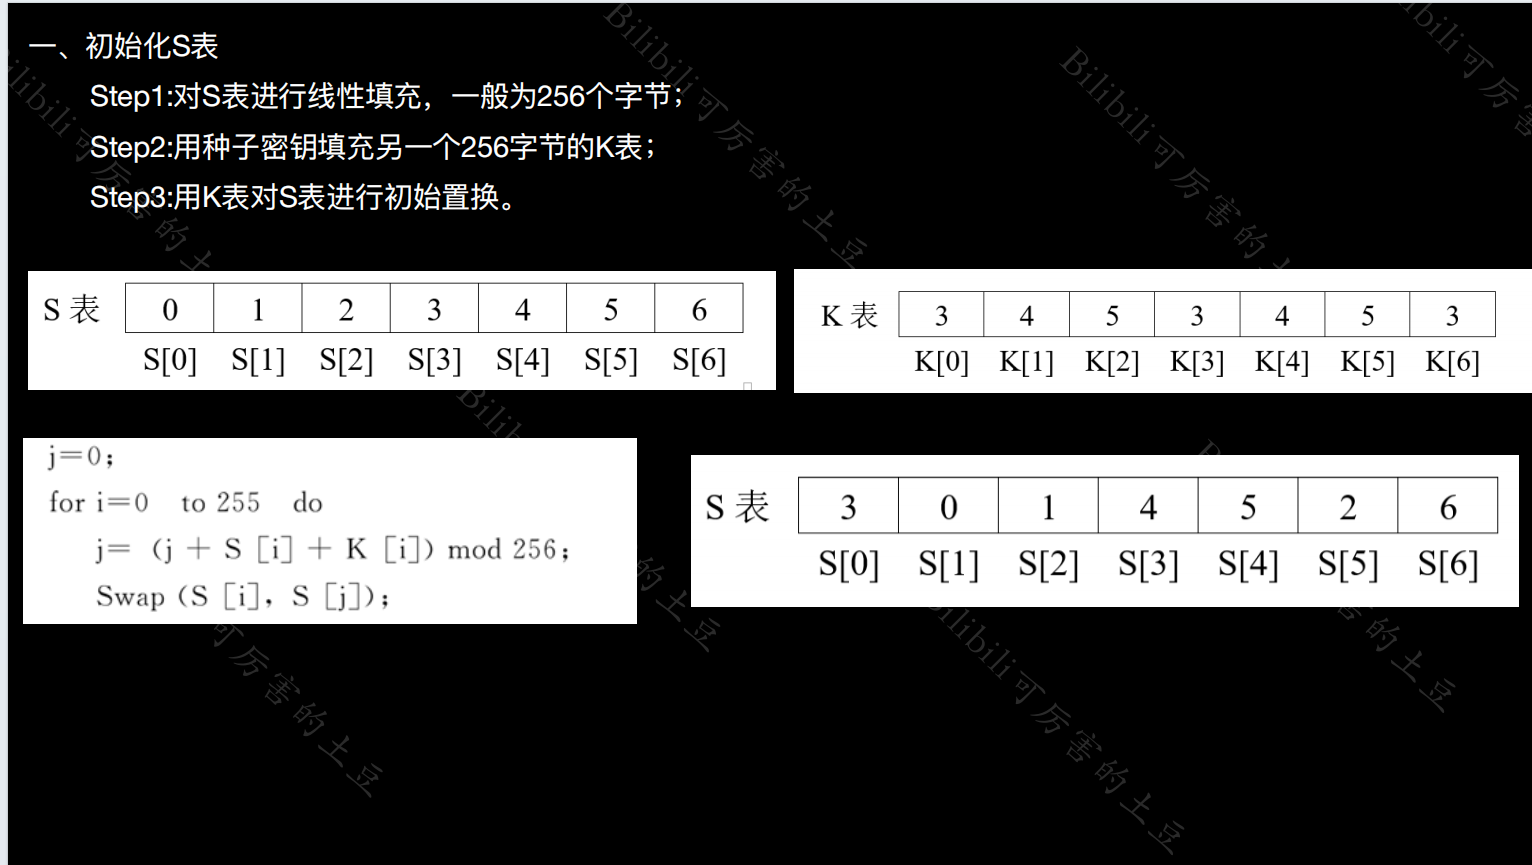 一、初始化S表
Step1:对S表进行线性填充，一般为256个字节；
Step2:用种子密钥填充另一个256字节的K表；
Step3:用K表对S表进行初始置换。
S 表 0 1 2 3 4 5 6
S[0] S[1] S[2] S[3] S[4] S[5] S[6]
K 表 3 4 5 3 4 5 3
K[0] K[1] K[2] K[3] K[4] K[5] K[6]
j=0;
for i=0 to 255 do
j= (j + S [i] + K [i]) mod 256;
Swap (S [i], S [j]);
S 表 3 0 1 4 5 2 6
S[0] S[1] S[2] S[3] S[4] S[5] S[6]
Bilibili可厉害的土豆
Bilibili可厉害的土豆
Bilibili可厉害的土豆
Bilibili可厉害的土豆